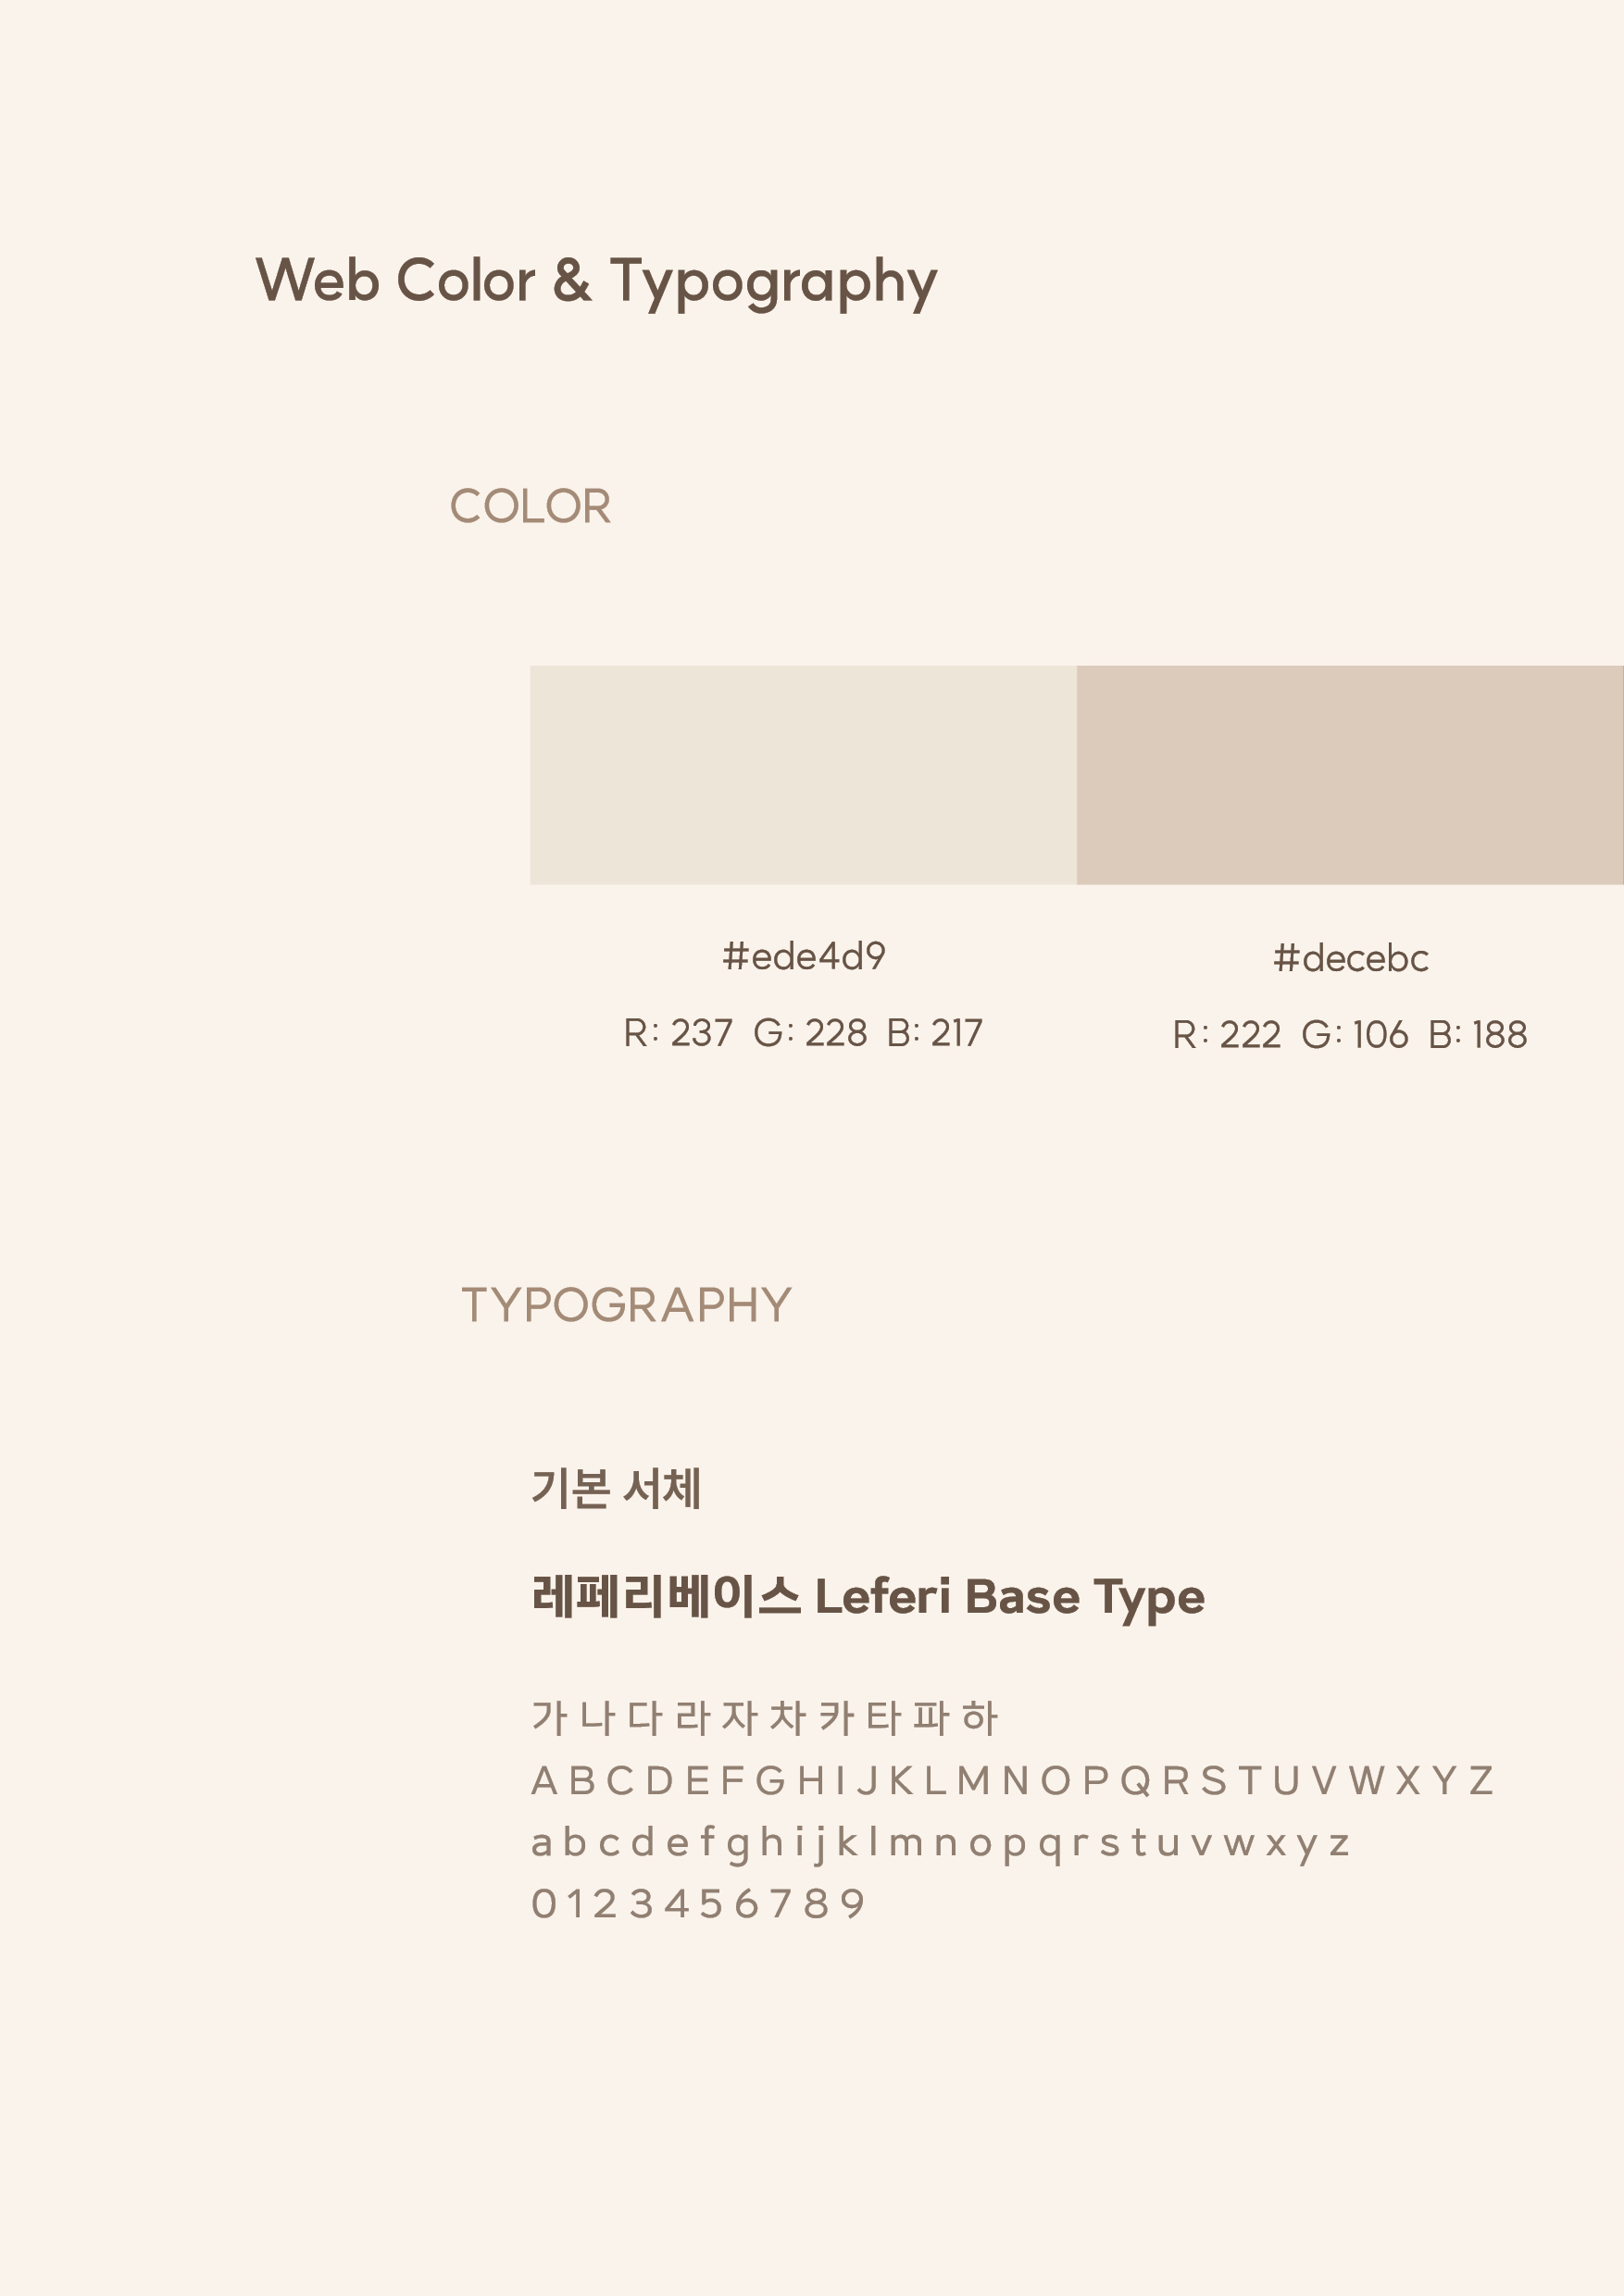 Web Color & Typography
COLOR
#ede4d9
#decebc
R: 237 G: 228 B: 217
R: 222 G: 106 B: 188
TYPOGRAPHY
기본 서체
레페리베이스 Leferi Base Type
가 나 다 라 자 차 카 타 파 하
A B C D E F G H I J K L M N O P Q R S T U V W X Y Z
a b c d e f g h i j k l m n o p q r s t u v w x y z
0 1 2 3 4 5 6 7 8 9